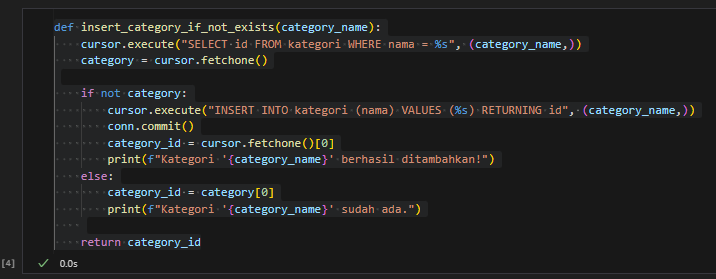 def insert_category_if_not_exists(category_name):
    cursor.execute("SELECT id FROM kategori WHERE nama = %s", (category_name,))
    category = cursor.fetchone()

    if not category:
        cursor.execute("INSERT INTO kategori (nama) VALUES (%s) RETURNING id", (category_name,))
        conn.commit()
        category_id = cursor.fetchone()[0]
        print(f"Kategori '{category_name}' berhasil ditambahkan!")
    else:
        category_id = category[0]
        print(f"Kategori '{category_name}' sudah ada.")

    return category_id
[4] ✓ 0.0s